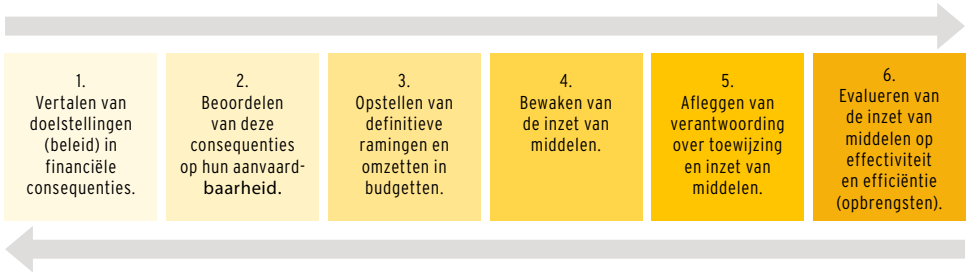 1.
Vertalen van
doelstellingen
(beleid) in
financiële
consequenties.
2.
Beoordelen
van deze
consequenties
op hun aanvaard-
baarheid.
3.
Opstellen van
definitieve
ramingen en
omzetten in
budgetten.
4.
Bewaken van
de inzet van
middelen.
5.
Afleggen van
verantwoording
over toewijzing
en inzet van
middelen.
6.
Evalueren van
de inzet van
middelen op
effectiviteit
en efficiëntie
(opbrengsten).